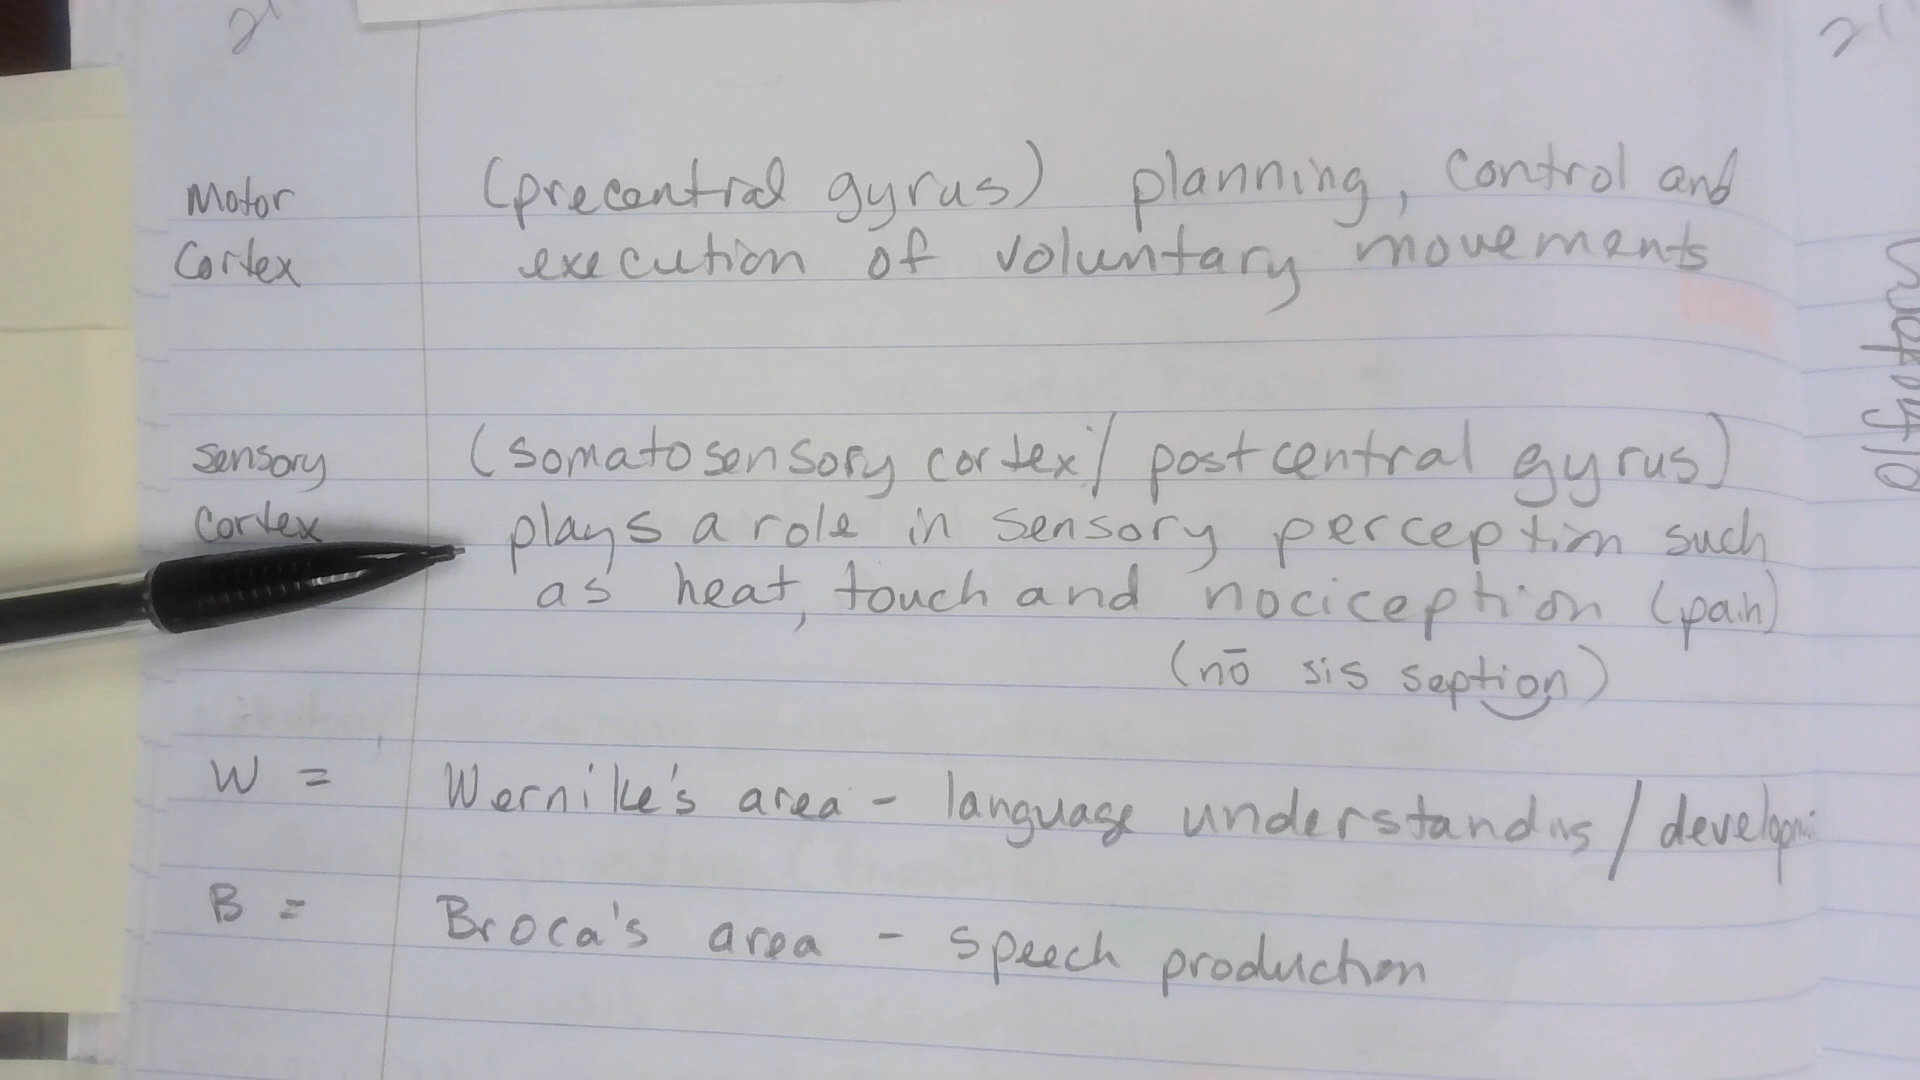 Motor (precentral gyrus) planning, control and
Cortex execution of voluntary movements
Sensory (somatosensory cortex / postcentral gyrus)
Cortex plays a role in sensory perception such
as heat, touch and nociception (pain)
(nō sis seption)
W = Wernike's area - language understanding /
B = Broca's area - speech production